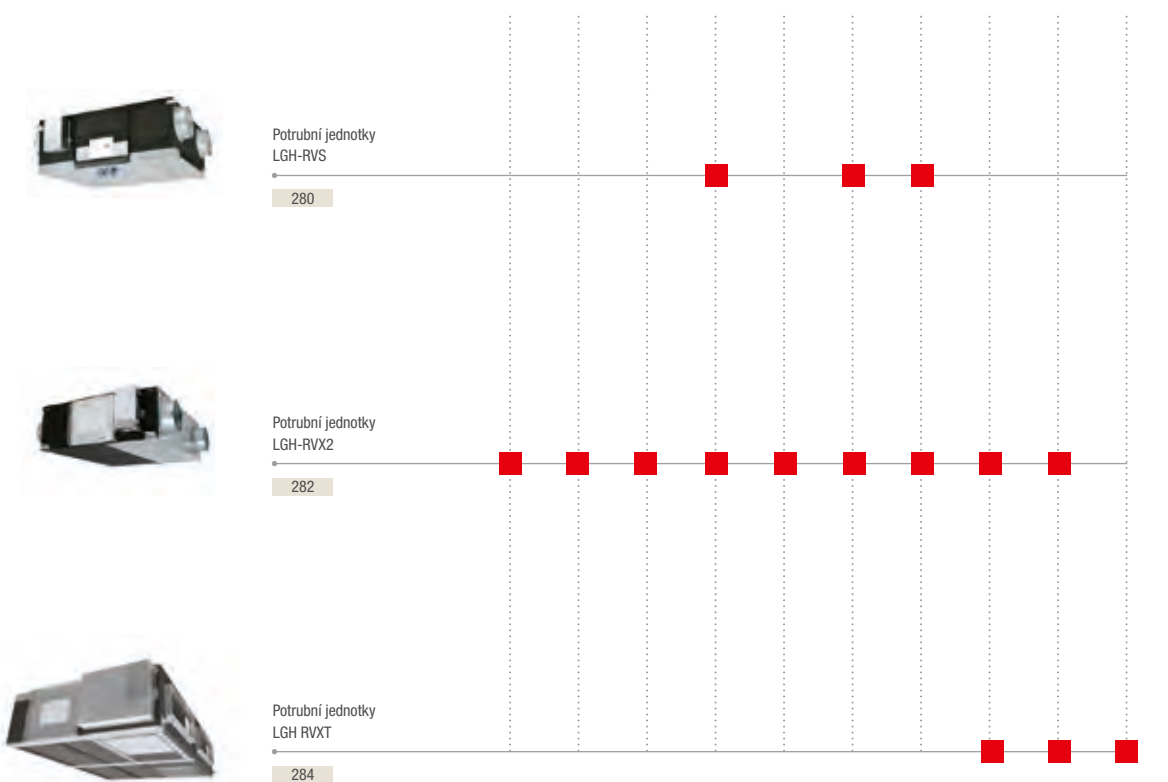 Potrubní jednotky
LGH-RVS
280
Potrubní jednotky
LGH-RVX2
282
Potrubní jednotky
LGH RVXT
284